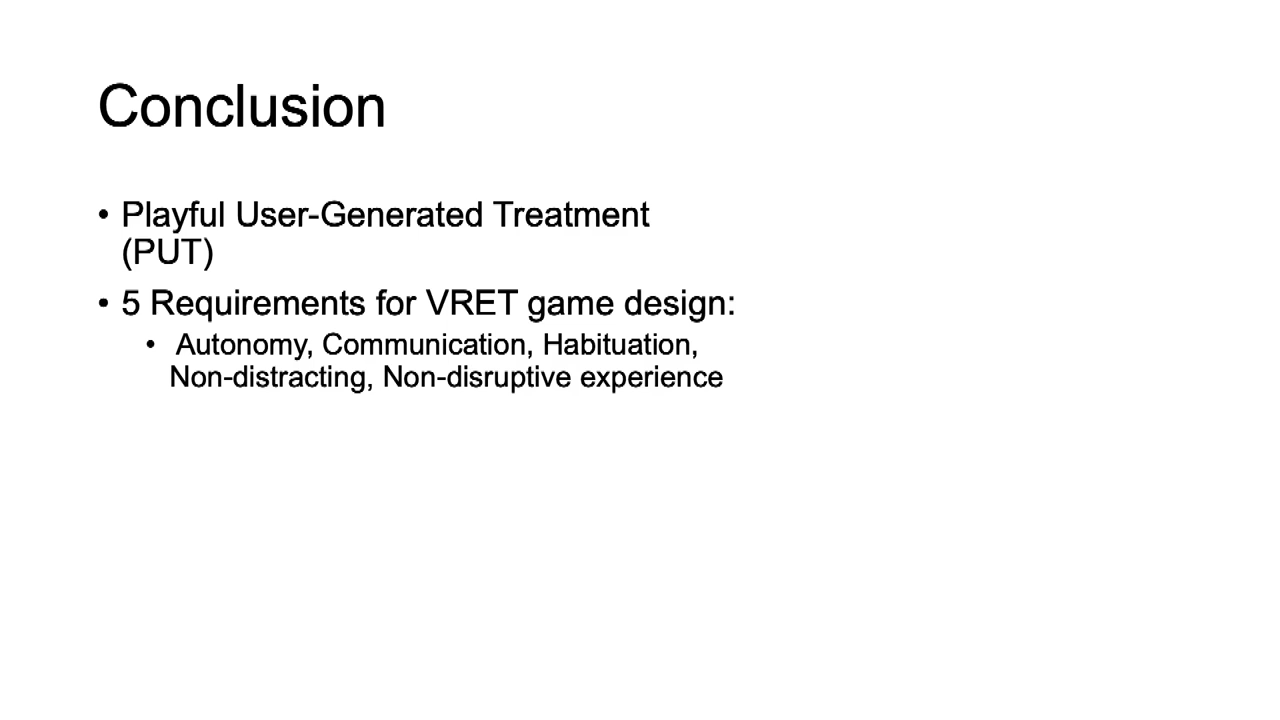 Conclusion
• Playful User-Generated Treatment
(PUT)
• 5 Requirements for VRET game design:
• Autonomy, Communication, Habituation,
Non-distracting, Non-disruptive experience